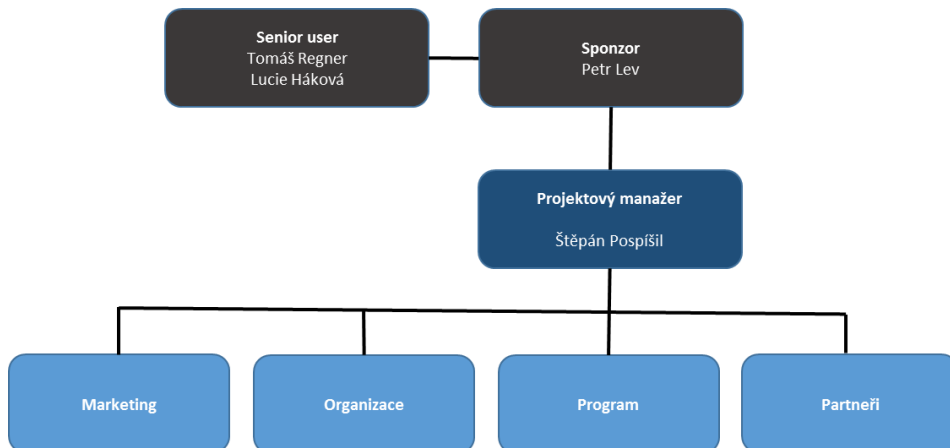 Senior user
Tomáš Regner
Lucie Háková
Sponzor
Petr Lev
Projektový manažer
Štěpán Pospíšil
Marketing
Organizace
Program
Partneři